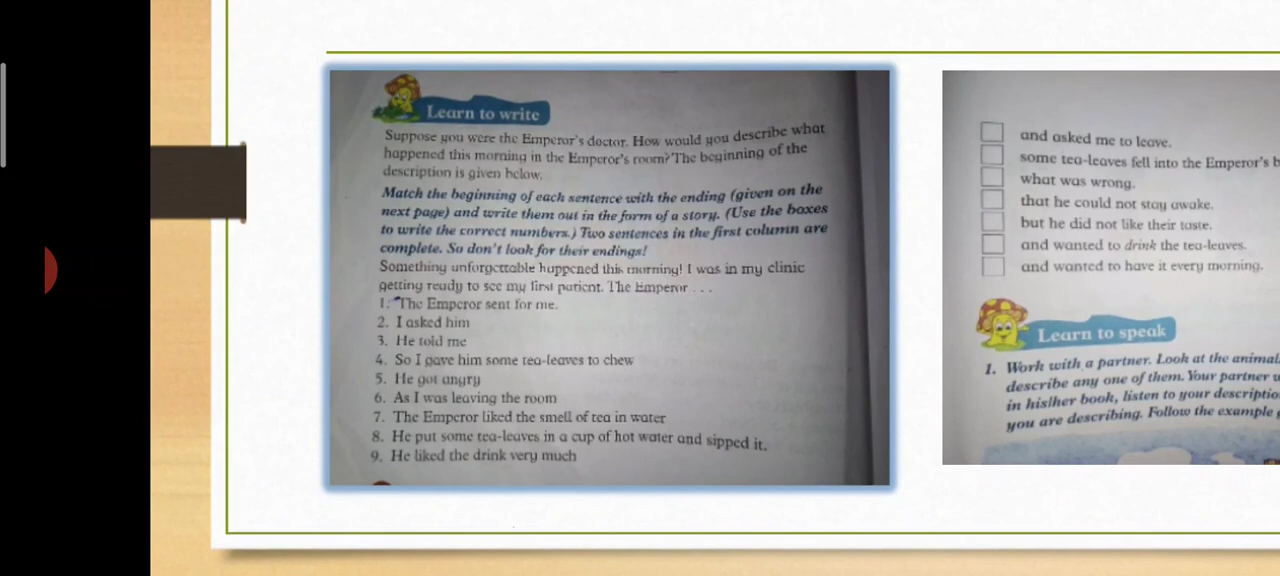 Learn to write
Suppose you were the Emperor's doctor. How would you describe what
happened this morning in the Emperor's room? The beginning of the
description is given below.
Match the beginning of each sentence with the ending (given on the
next page) and write them out in the form of a story. (Use the boxes
to write the correct numbers.) Two sentences in the first column are
complete. So don't look for their endings!
Something unforgettable happened this morning! I was in my clinic
getting ready to see my first patient. The Emperor . . .
1. The Emperor sent for me.
2. I asked him
3. He told me
4. So I gave him some tea-leaves to chew
5. He got angry
6. As I was leaving the room
7. The Emperor liked the smell of tea in water
8. He put some tea-leaves in a cup of hot water and sipped it.
9. He liked the drink very much
and asked me to leave.
some tea-leaves fell into the Emperor's
what was wrong.
that he could not stay awake.
but he did not like their taste.
and wanted to drink the tea-leaves.
and wanted to have it every morning.
Learn to speak
1. Work with a partner. Look at the animal
describe any one of them. Your partner
in his/her book, listen to your
you are describing. Follow the example